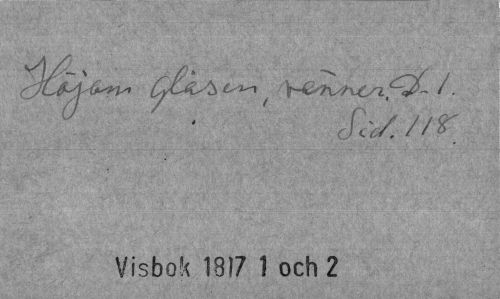 Höjom glasen, vänner, D. 1.
Sid. 118.
Visbok 1817 1 och 2